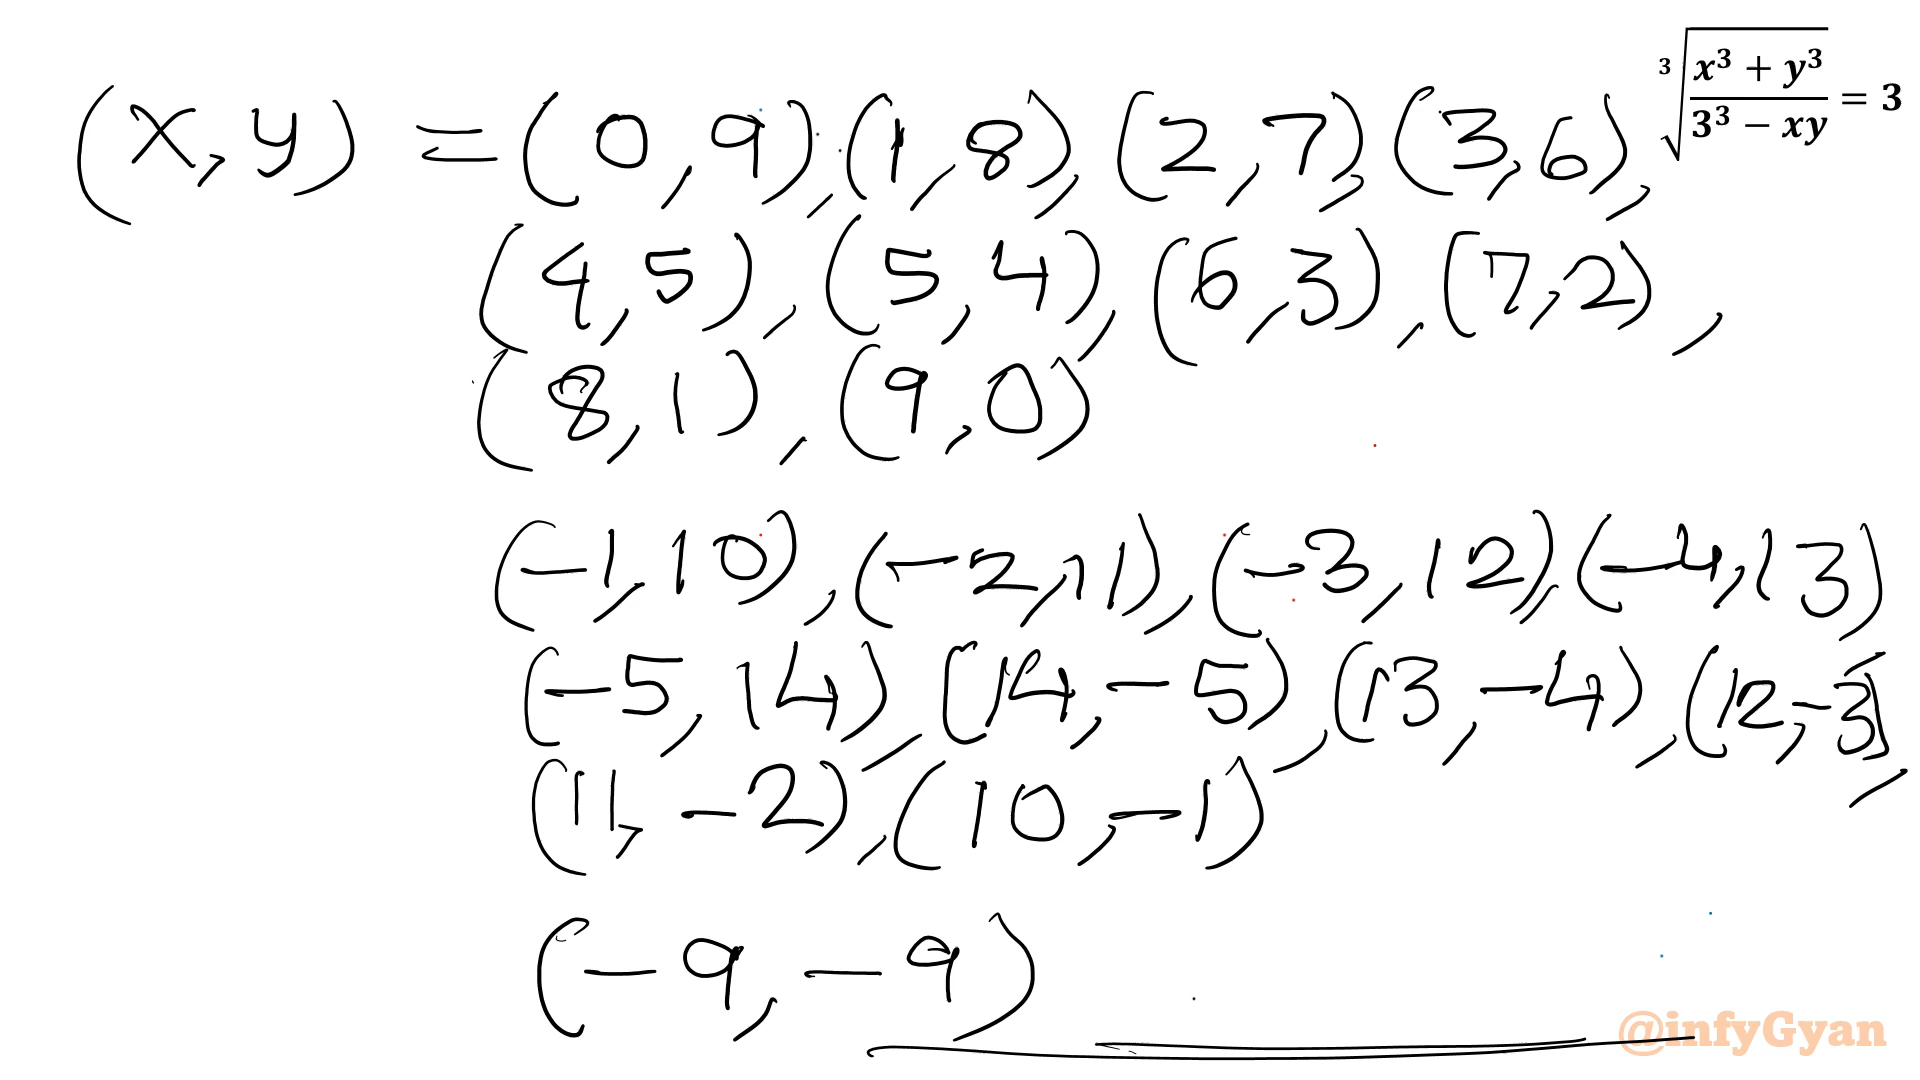 (x, y) = (0, 9), (1, 8), (2, 7), (3, 6),
∛((x³ + y³)/(3³ − xy)) = 3
(4, 5), (5, 4), (6, 3), (7, 2),
(8, 1), (9, 0)
(−1, 10), (−2, 11), (−3, 12), (−4, 13)
(−5, 14), (14, −5), (13, −4), (12, −3),
(11, −2), (10, −1)
(−9, −9)
@infyGyan